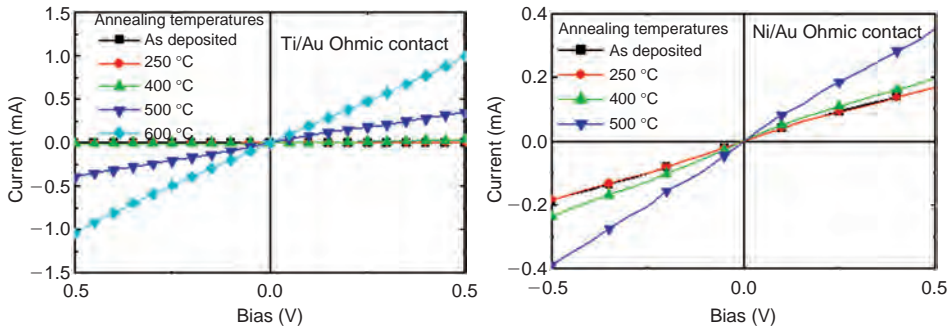 Annealing temperatures
As deposited
250 °C
400 °C
500 °C
600 °C
Ti/Au Ohmic contact
1.5
1.0
0.5
0.0
−0.5
−1.0
−1.5
Current (mA)
0.5
0.0
0.5
Bias (V)
Annealing temperatures
As deposited
250 °C
400 °C
500 °C
Ni/Au Ohmic contact
0.4
0.2
0.0
−0.2
−0.4
Current (mA)
−0.5
0.0
0.5
Bias (V)